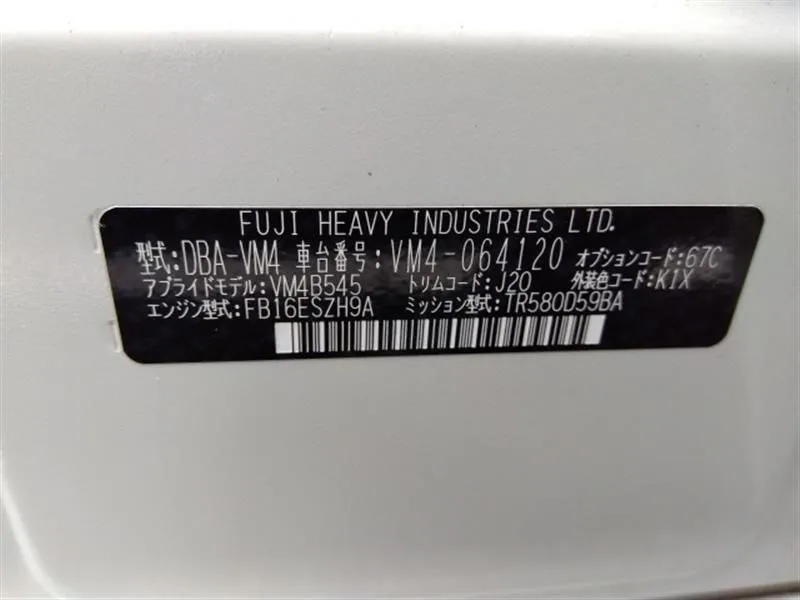 FUJI HEAVY INDUSTRIES LTD.
型式:DBA-VM4 車台番号:VM4-064120 オプションコード:67C
アプライドモデル:VM4B545 トリムコード:J20 外装色コード:K1X
エンジン型式:FB16ESZH9A ミッション型式:TR580D59BA